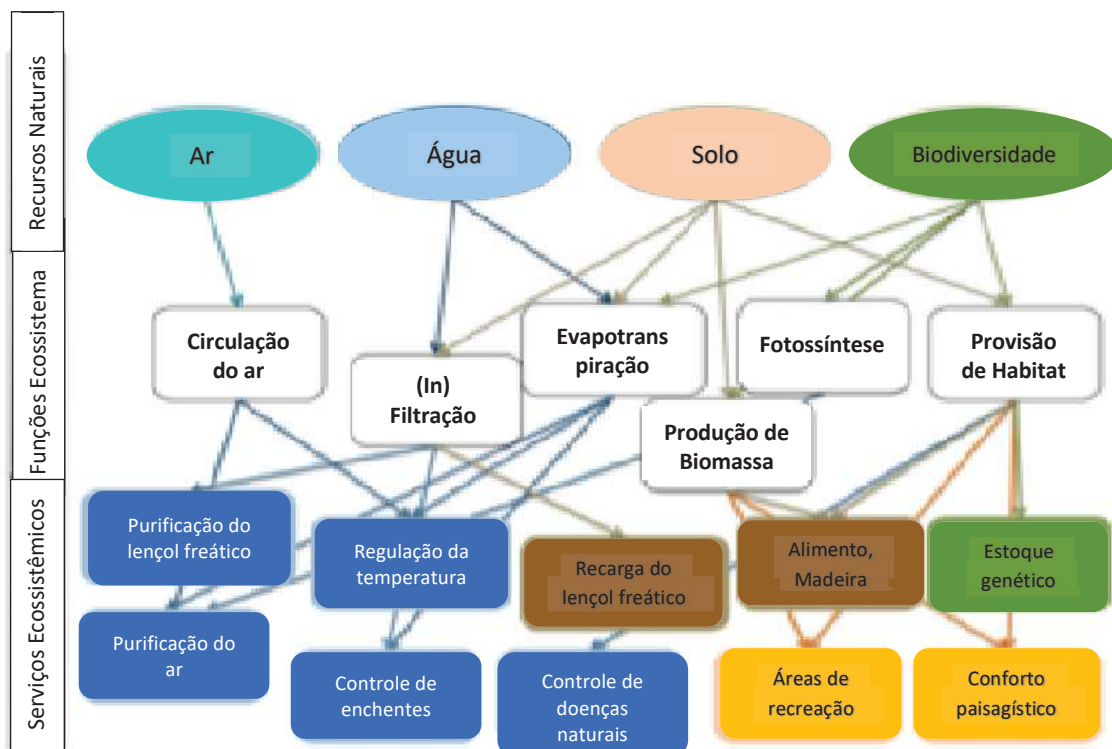 Recursos Naturais
Ar
Água
Solo
Biodiversidade
Funções Ecossistema
Circulação
do ar
(In)
Filtração
Evapotrans
piração
Fotossíntese
Produção de
Biomassa
Provisão
de Habitat
Serviços Ecossistêmicos
Purificação do
lençol freático
Regulação da
temperatura
Recarga do
lençol freático
Alimento,
Madeira
Estoque
genético
Purificação do
ar
Controle de
enchentes
Controle de
doenças
naturais
Áreas de
recreação
Conforto
paisagístico